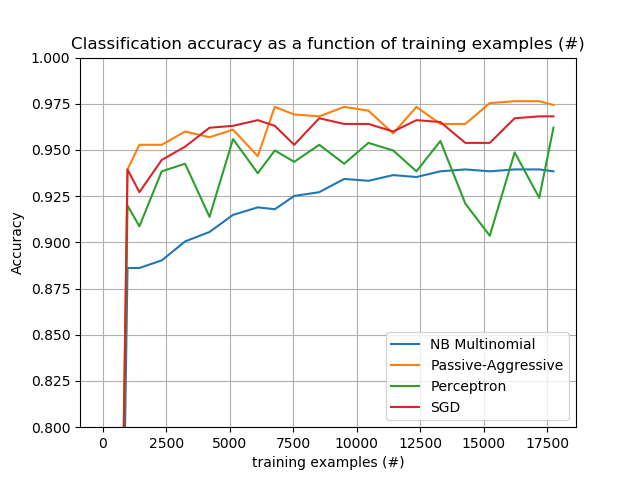 Classification accuracy as a function of training examples (#)
1.000
0.975
0.950
0.925
0.900
0.875
0.850
0.825
0.800
Accuracy
NB Multinomial
Passive-Aggressive
Perceptron
SGD
0 2500 5000 7500 10000 12500 15000 17500
training examples (#)